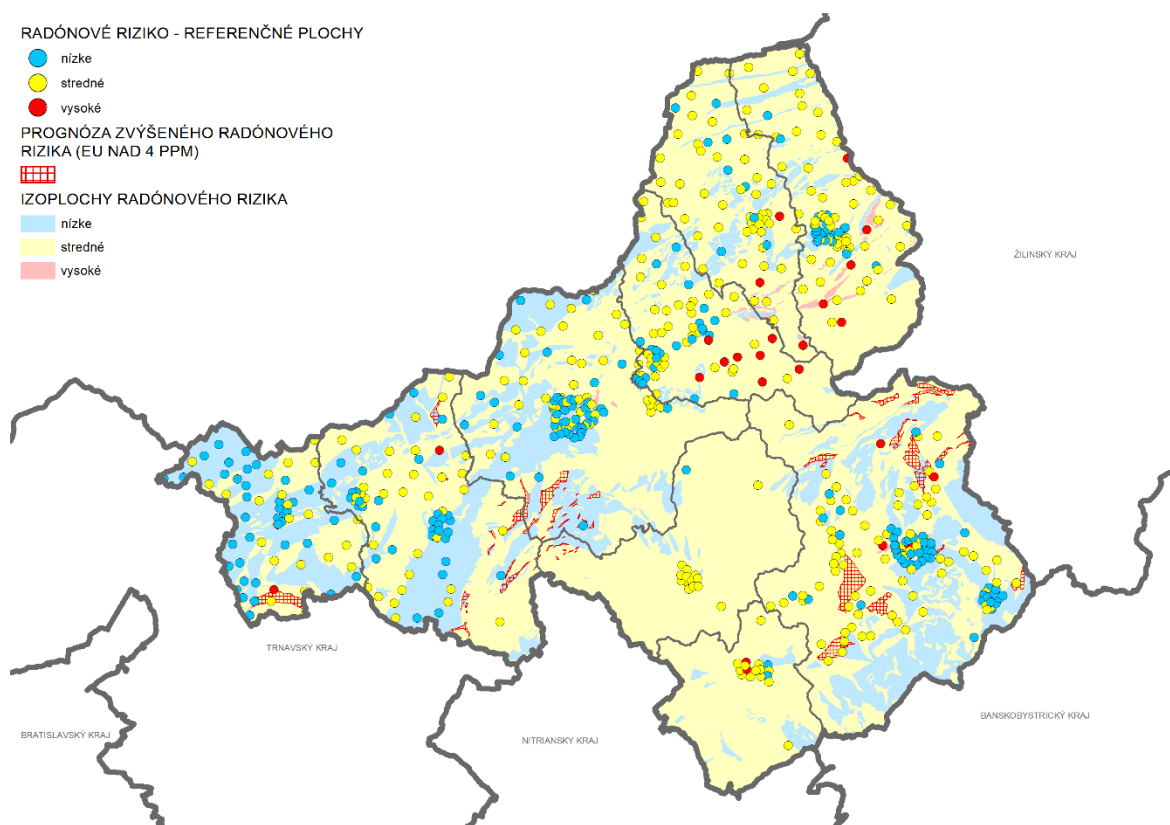 RADÓNOVÉ RIZIKO - REFERENČNÉ PLOCHY
nízke
stredné
vysoké
PROGNÓZA ZVÝŠENÉHO RADÓNOVÉHO
RIZIKA (EU NAD 4 PPM)
IZOPLOCHY RADÓNOVÉHO RIZIKA
nízke
stredné
vysoké
ŽILINSKÝ KRAJ
TRNAVSKÝ KRAJ
BANSKOBYSTRICKÝ KRAJ
BRATISLAVSKÝ KRAJ
NITRIANSKY KRAJ